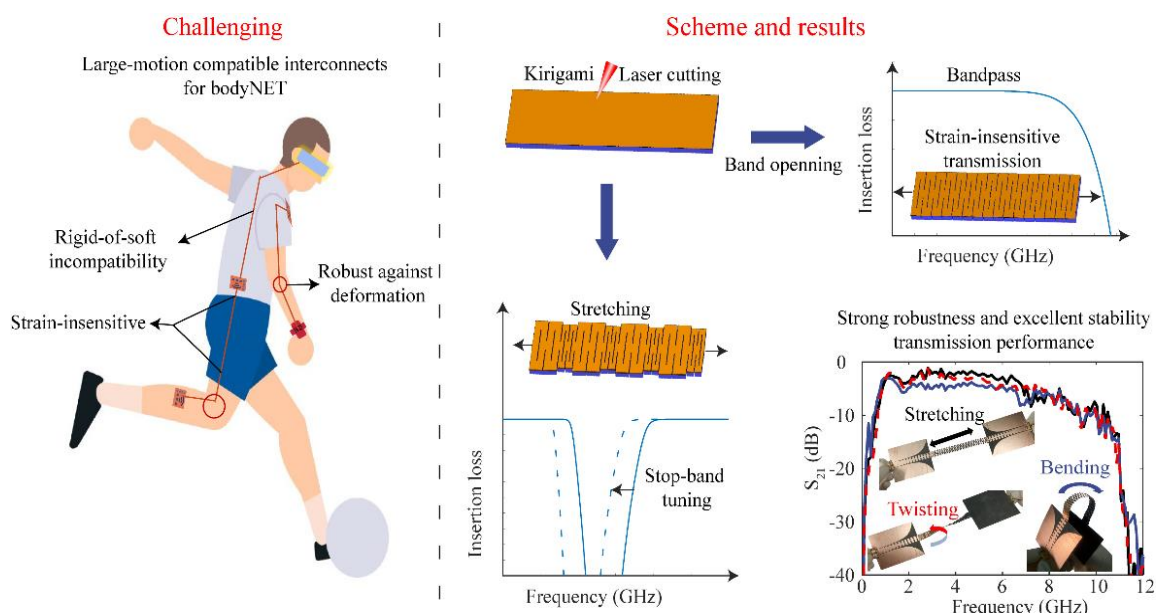 Challenging
Large-motion compatible interconnects
for bodyNET
Rigid-of-soft
incompatibility
Robust against
deformation
Strain-insensitive
Scheme and results
Kirigami
Laser cutting
Band openning
Bandpass
Insertion loss
Strain-insensitive
transmission
Frequency (GHz)
Stretching
Insertion loss
Stop-band
tuning
Frequency (GHz)
Strong robustness and excellent stability
transmission performance
0
-10
-20
-30
-40
S21 (dB)
Stretching
Bending
Twisting
0 2 4 6 8 10 12
Frequency (GHz)